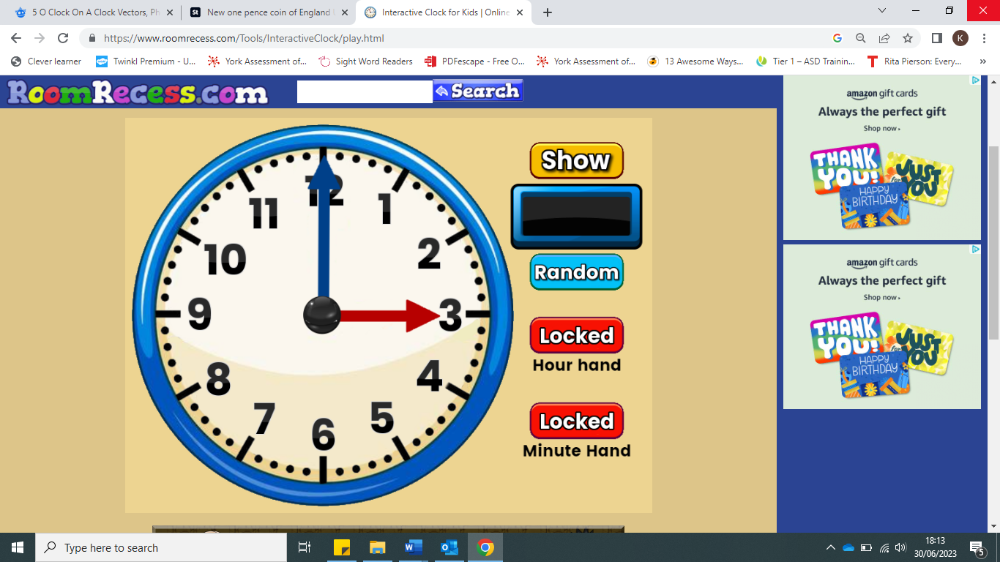 5 O Clock On A Clock Vectors, Ph
New one pence coin of England
Interactive Clock for Kids | Online
https://www.roomrecess.com/Tools/InteractiveClock/play.html
K
Clever learner
Twinkl Premium - U...
York Assessment of...
Sight Word Readers
PDFescape - Free O...
York Assessment of...
13 Awesome Ways...
Tier 1 – ASD Trainin...
Rita Pierson: Every...
»
RoomRecess.com
Search
12
1
2
3
4
5
6
7
8
9
10
11
Show
Random
Locked
Hour hand
Locked
Minute Hand
amazon gift cards
Always the perfect gift
Shop now
THANK YOU!
JUST for YOU
HAPPY BIRTHDAY
amazon gift cards
Always the perfect gift
Shop now
THANK YOU!
JUST for YOU
HAPPY BIRTHDAY
Type here to search
18:13
30/06/2023
5